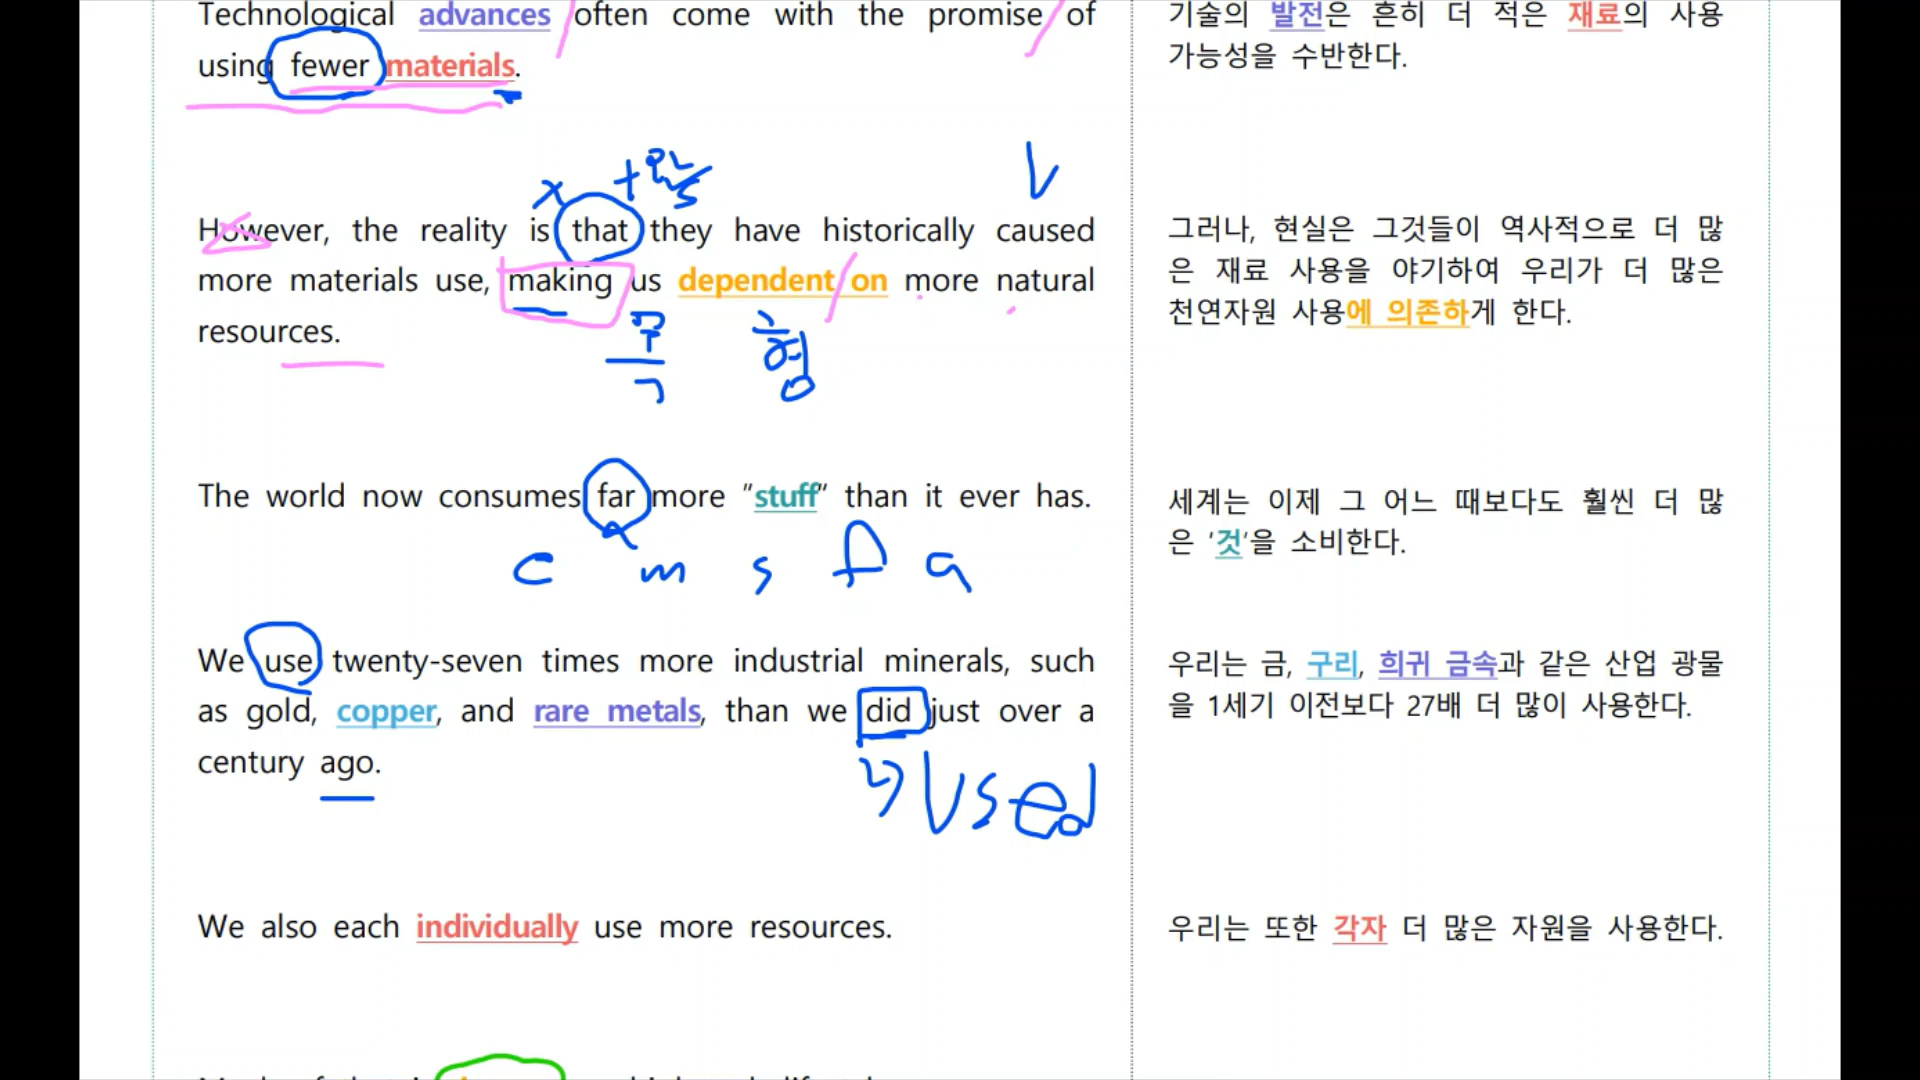 Technological advances often come with the promise of
using fewer materials.
기술의 발전은 흔히 더 적은 재료의 사용
가능성을 수반한다.
x + 완
However, the reality is that they have historically caused
more materials use, making us dependent on more natural
resources.
그러나, 현실은 그것들이 역사적으로 더 많
은 재료 사용을 야기하여 우리가 더 많은
천연자원 사용에 의존하게 한다.
목 형
The world now consumes far more "stuff" than it ever has.
세계는 이제 그 어느 때보다도 훨씬 더 많
은 '것'을 소비한다.
e m s f a
We use twenty-seven times more industrial minerals, such
as gold, copper, and rare metals, than we did just over a
century ago.
우리는 금, 구리, 희귀 금속과 같은 산업 광물
을 1세기 이전보다 27배 더 많이 사용한다.
used
We also each individually use more resources.
우리는 또한 각자 더 많은 자원을 사용한다.